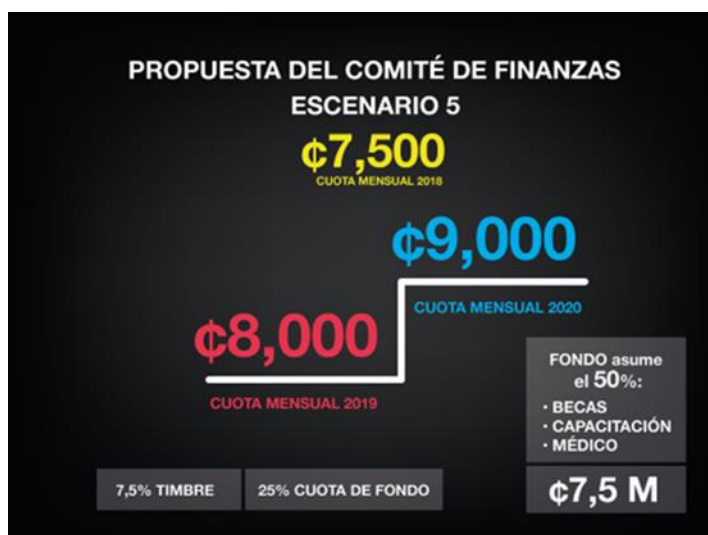 PROPUESTA DEL COMITÉ DE FINANZAS
ESCENARIO 5
₡7,500
CUOTA MENSUAL 2018
₡9,000
CUOTA MENSUAL 2020
₡8,000
CUOTA MENSUAL 2019
FONDO asume
el 50%:
· BECAS
· CAPACITACIÓN
· MÉDICO
7,5% TIMBRE
25% CUOTA DE FONDO
₡7,5 M